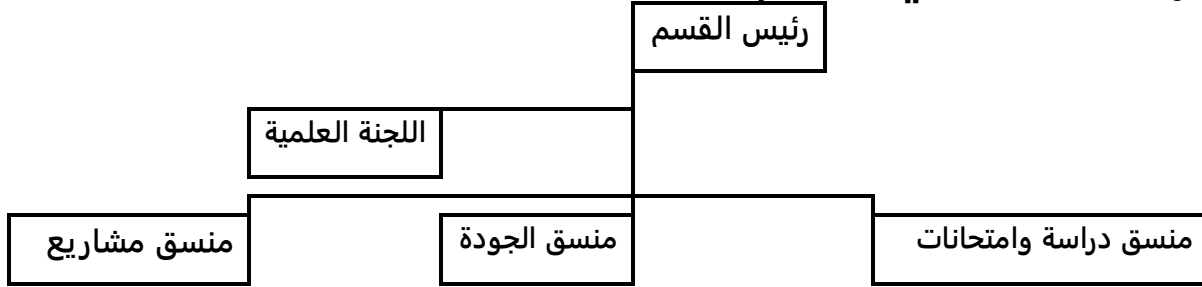 رئيس القسم
اللجنة العلمية
منسق دراسة وامتحانات
منسق الجودة
منسق مشاريع